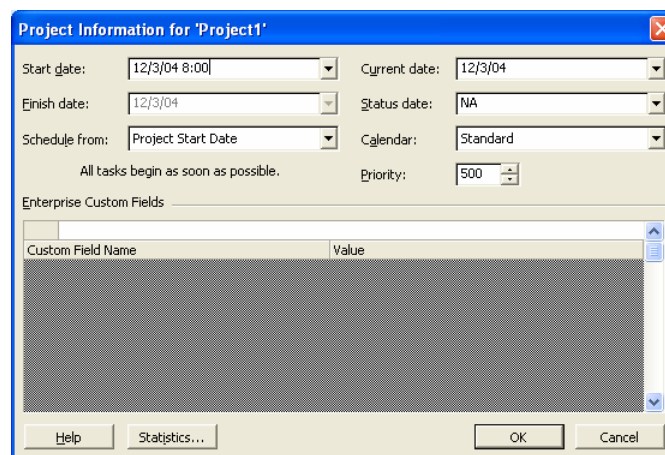 Project Information for 'Project1'
Start date: 12/3/04 8:00 Current date: 12/3/04
Finish date: 12/3/04 Status date: NA
Schedule from: Project Start Date Calendar: Standard
All tasks begin as soon as possible. Priority: 500
Enterprise Custom Fields
Custom Field Name Value
Help Statistics... OK Cancel